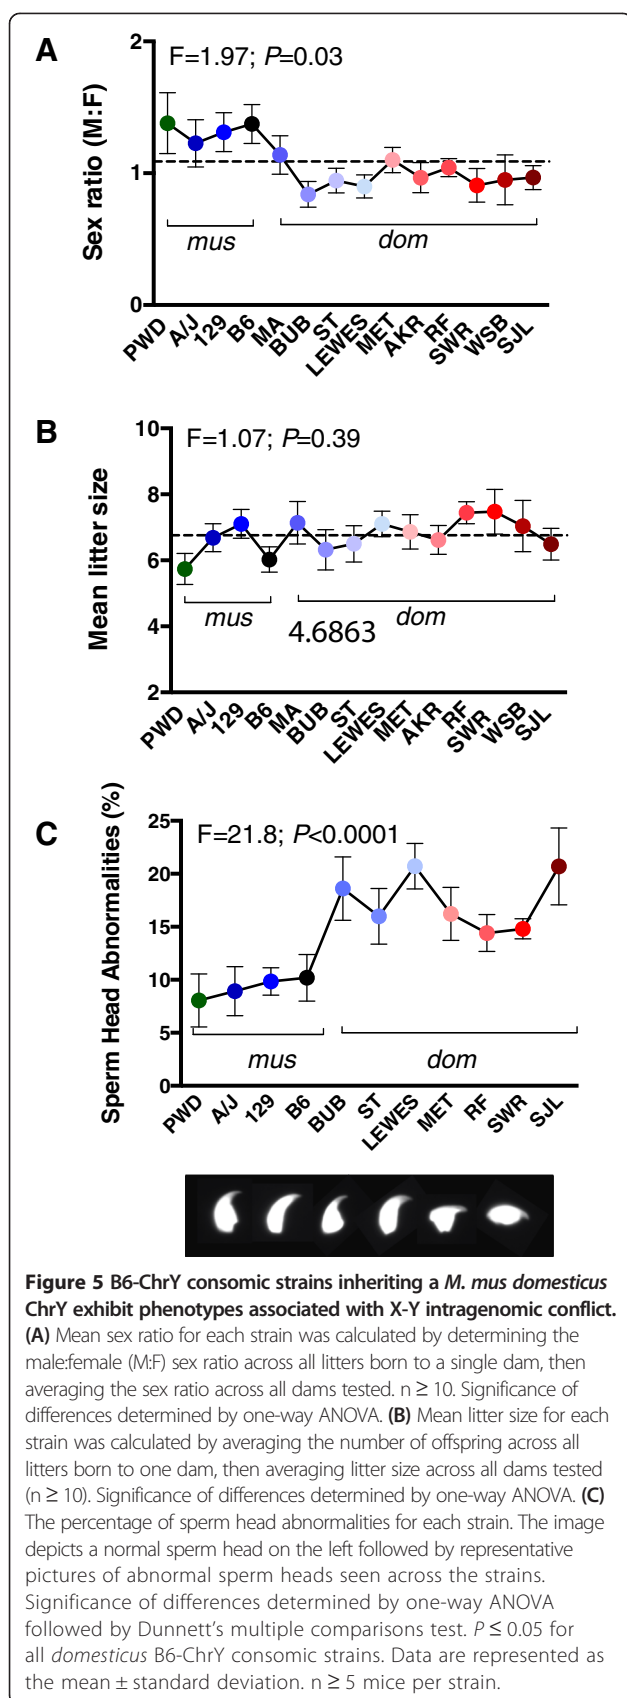 A
2
F=1.97; P=0.03
Sex ratio (M:F)
1
mus
dom
0
PWD
A/J
129
B6
MA
BUB
ST
LEWES
MET
AKR
RF
SWR
WSB
SJL
B
10
F=1.07; P=0.39
Mean litter size
8
6
mus
dom
4.6863
4
2
PWD
A/J
129
B6
MA
BUB
ST
LEWES
MET
AKR
RF
SWR
WSB
SJL
C
25
F=21.8; P<0.0001
Sperm Head Abnormalities (%)
20
15
10
5
mus
dom
0
PWD
A/J
129
B6
BUB
ST
LEWES
MET
RF
SWR
SJL
Figure 5 B6-ChrY consomic strains inheriting a M. mus domesticus
ChrY exhibit phenotypes associated with X-Y intragenomic conflict.
(A) Mean sex ratio for each strain was calculated by determining the
male:female (M:F) sex ratio across all litters born to a single dam, then
averaging the sex ratio across all dams tested. n ≥ 10. Significance of
differences determined by one-way ANOVA. (B) Mean litter size for each
strain was calculated by averaging the number of offspring across all
litters born to one dam, then averaging litter size across all dams tested
(n ≥ 10). Significance of differences determined by one-way ANOVA. (C)
The percentage of sperm head abnormalities for each strain. The image
depicts a normal sperm head on the left followed by representative
pictures of abnormal sperm heads seen across the strains.
Significance of differences determined by one-way ANOVA
followed by Dunnett's multiple comparisons test. P ≤ 0.05 for
all domesticus B6-ChrY consomic strains. Data are represented as
the mean ± standard deviation. n ≥ 5 mice per strain.